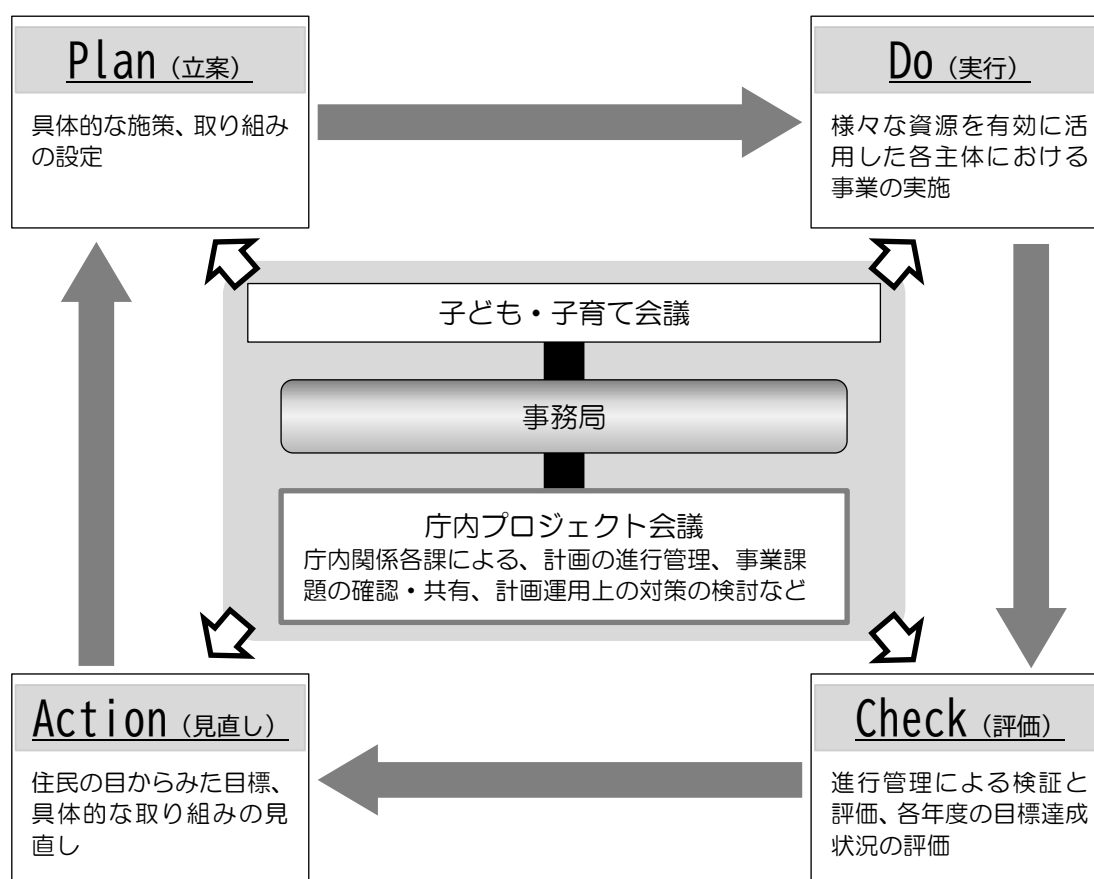 Plan（立案）
具体的な施策、取り組み
の設定
Do（実行）
様々な資源を有効に活
用した各主体における
事業の実施
子ども・子育て会議
事務局
庁内プロジェクト会議
庁内関係各課による、計画の進行管理、事業課
題の確認・共有、計画運用上の対策の検討など
Action（見直し）
住民の目からみた目標、
具体的な取り組みの見
直し
Check（評価）
進行管理による検証と
評価、各年度の目標達成
状況の評価